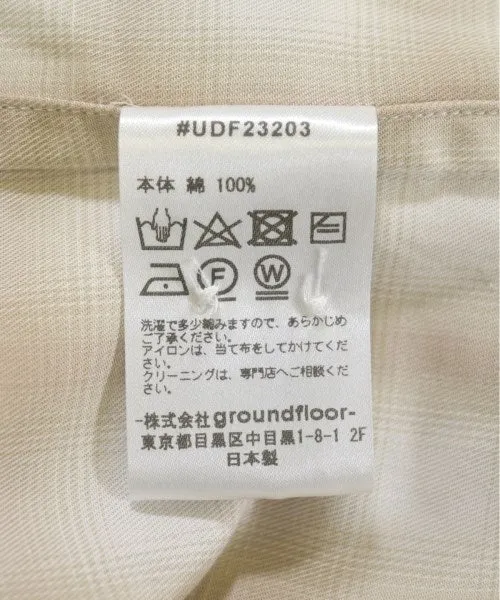 #UDF23203
本体 綿 100%
F W
洗濯で多少縮みますので、あらかじめ
ご了承ください。
アイロンは、当て布をしてかけてくだ
さい。
クリーニングは、専門店へご相談くだ
さい。
-株式会社groundfloor-
東京都目黒区中目黒1-8-1 2F
日本製